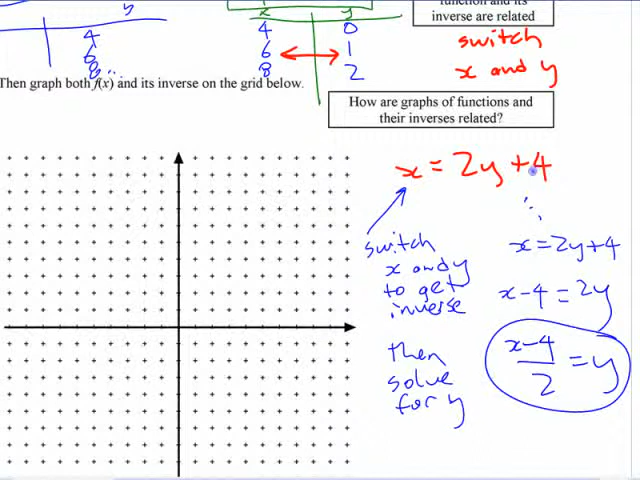 function and its
inverse are related
y
x y
4
6
8
4 0
6 1
8 2
switch
x and y
Then graph both f(x) and its inverse on the grid below.
How are graphs of functions and
their inverses related?
x = 2y + 4
switch
x and y
to get
inverse
x = 2y + 4
x - 4 = 2y
then
solve
for y
x - 4
2
= y